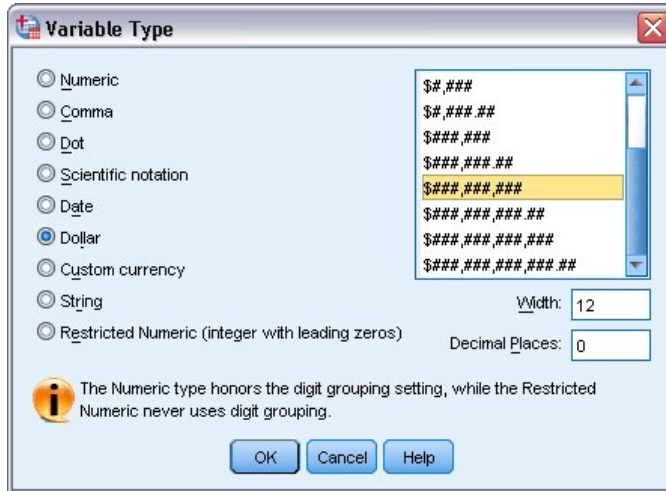 Variable Type
Numeric
Comma
Dot
Scientific notation
Date
Dollar
Custom currency
String
Restricted Numeric (integer with leading zeros)
$#,###
$#,###.##
$###,###
$###,###.##
$###,###,###
$###,###,###.##
$###,###,###,###
$###,###,###,###.##
Width: 12
Decimal Places: 0
The Numeric type honors the digit grouping setting, while the Restricted
Numeric never uses digit grouping.
OK Cancel Help